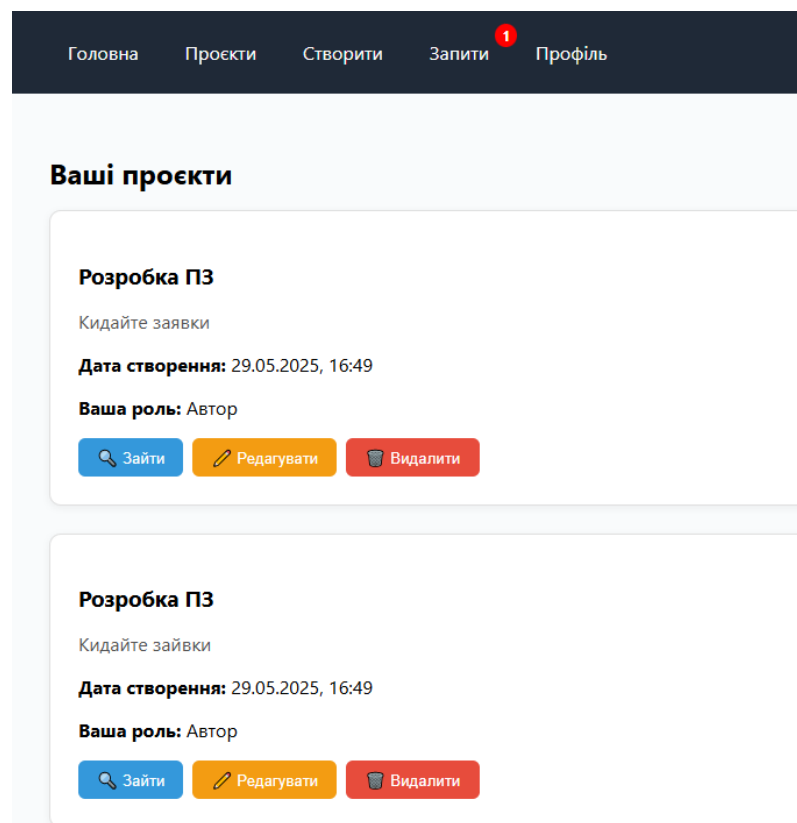 Головна Проєкти Створити Запити 1 Профіль
Ваші проєкти
Розробка ПЗ
Кидайте заявки
Дата створення: 29.05.2025, 16:49
Ваша роль: Автор
Зайти Редагувати Видалити
Розробка ПЗ
Кидайте зайвки
Дата створення: 29.05.2025, 16:49
Ваша роль: Автор
Зайти Редагувати Видалити